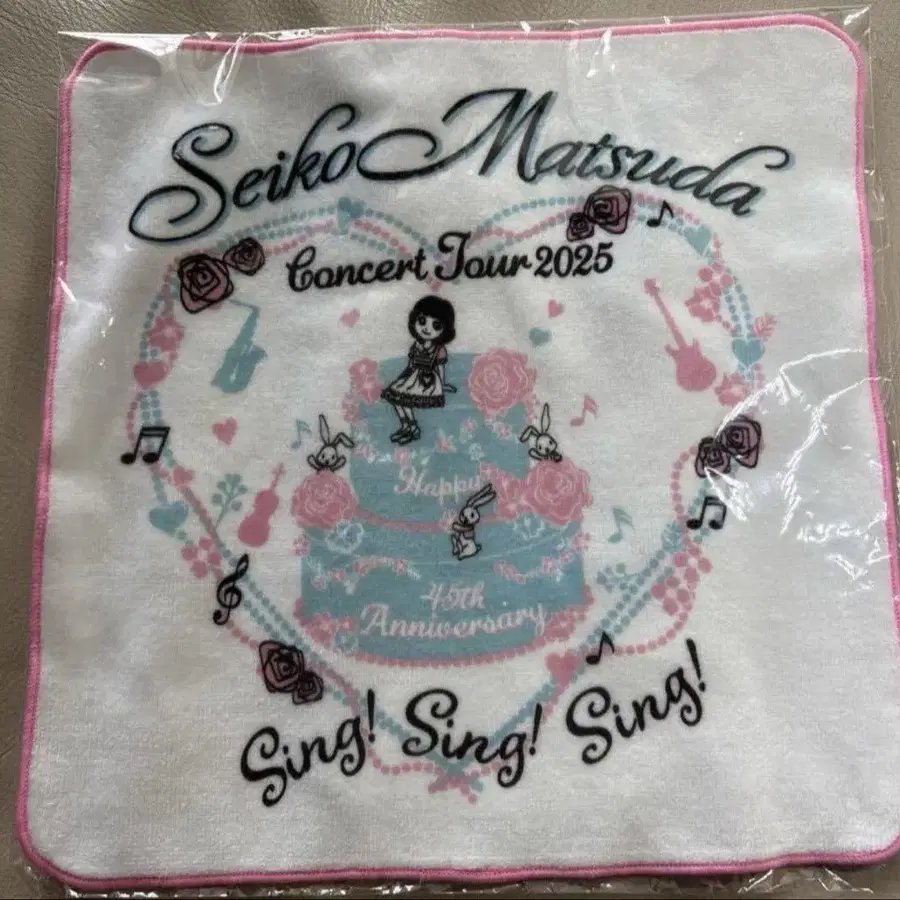 Seiko Matsuda
Concert Tour 2025
Happy
45th
Anniversary
Sing! Sing! Sing!